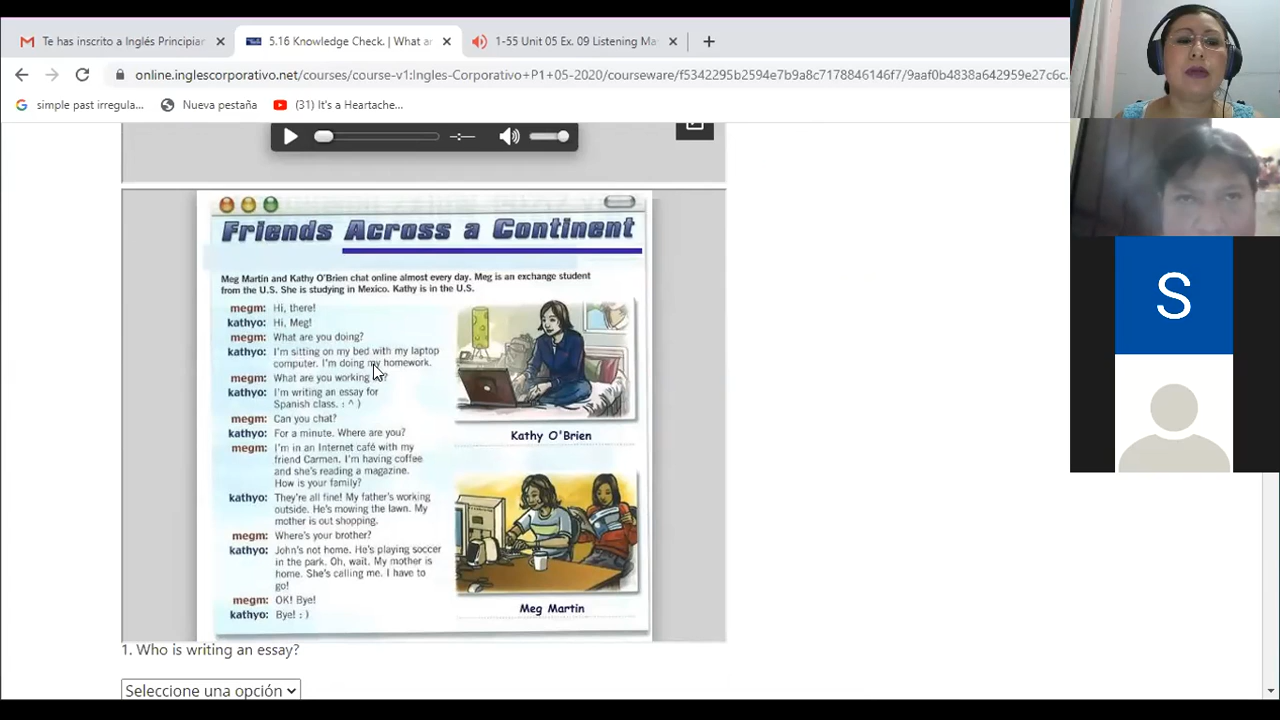 Te has inscrito a Inglés Principian
5.16 Knowledge Check. | What ar
1-55 Unit 05 Ex. 09 Listening Ma
online.inglescorporativo.net/courses/course-v1:Ingles-Corporativo+P1+05-2020/courseware/f5342295b2594e7b9a8c7178846146f7/9aaf0b4838a642959e27c6c.
simple past irregula...
Nueva pestaña
(31) It's a Heartache...
Friends Across a Continent
Meg Martin and Kathy O'Brien chat online almost every day. Meg is an exchange student
from the U.S. She is studying in Mexico. Kathy is in the U.S.
megm: Hi, there!
kathyo: Hi, Meg!
megm: What are you doing?
kathyo: I'm sitting on my bed with my laptop
computer. I'm doing my homework.
megm: What are you working ?
kathyo: I'm writing an essay for
Spanish class. : ^ )
megm: Can you chat?
kathyo: For a minute. Where are you?
megm: I'm in an Internet café with my
friend Carmen. I'm having coffee
and she's reading a magazine.
How is your family?
kathyo: They're all fine! My father's working
outside. He's mowing the lawn. My
mother is out shopping.
megm: Where's your brother?
kathyo: John's not home. He's playing soccer
in the park. Oh, wait. My mother is
home. She's calling me. I have to
go!
megm: OK! Bye!
kathyo: Bye! : )
Kathy O'Brien
Meg Martin
1. Who is writing an essay?
Seleccione una opción
S